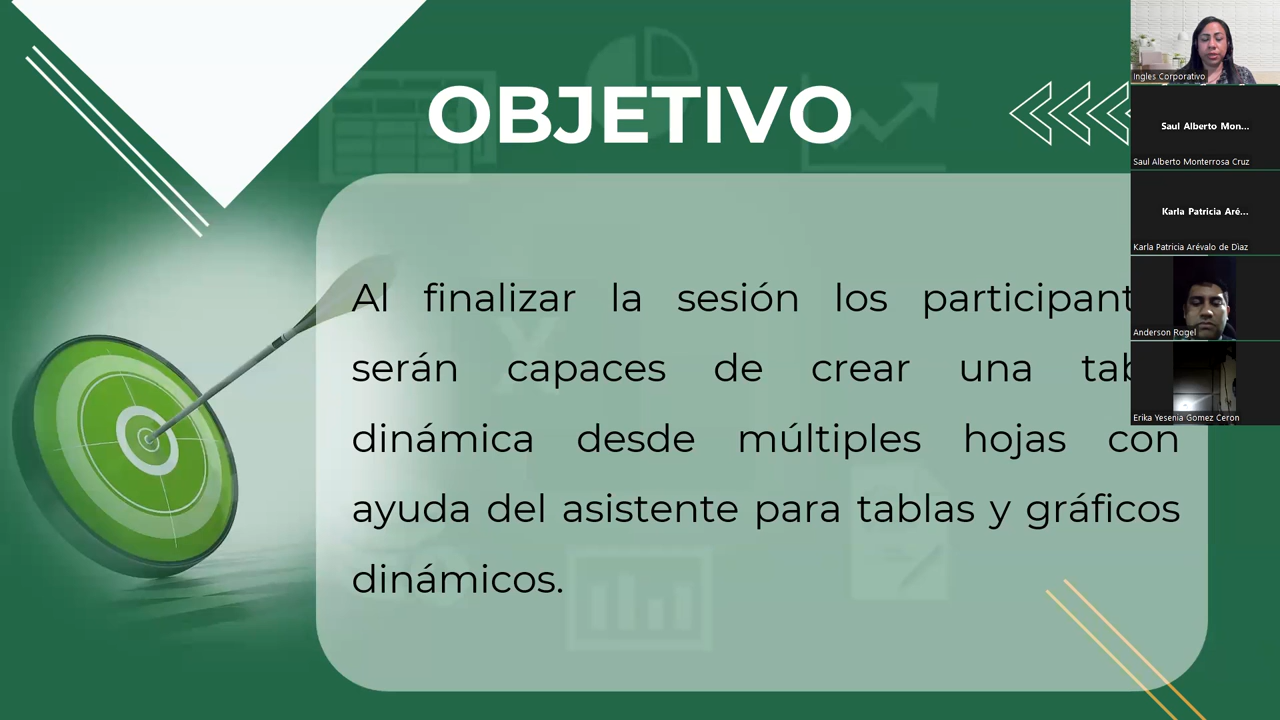 OBJETIVO
Al finalizar la sesión los participant
serán capaces de crear una tab
dinámica desde múltiples hojas con
ayuda del asistente para tablas y gráficos
dinámicos.
Ingles Corporativo
Saul Alberto Mon...
Saul Alberto Monterrosa Cruz
Karla Patricia Aré...
Karla Patricia Arévalo de Diaz
Anderson Rogel
Erika Yesenia Gomez Ceron